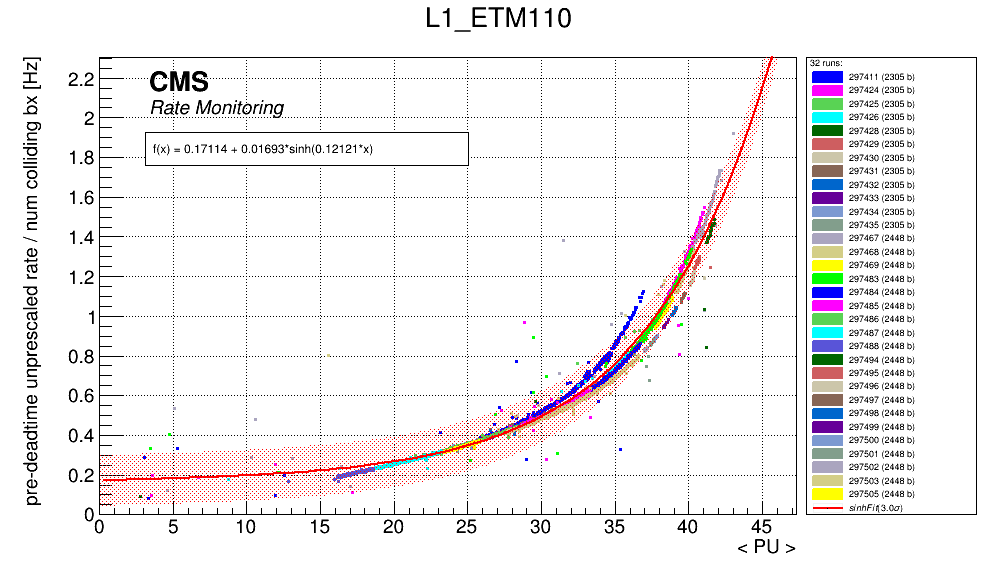 L1_ETM110
pre-deadtime unprescaled rate / num colliding bx [Hz]
CMS
Rate Monitoring
f(x) = 0.17114 + 0.01693*sinh(0.12121*x)
2.2
2
1.8
1.6
1.4
1.2
1
0.8
0.6
0.4
0.2
0
0 5 10 15 20 25 30 35 40 45
< PU >
32 runs:
297411 (2305 b)
297424 (2305 b)
297425 (2305 b)
297426 (2305 b)
297428 (2305 b)
297429 (2305 b)
297430 (2305 b)
297431 (2305 b)
297432 (2305 b)
297433 (2305 b)
297434 (2305 b)
297435 (2305 b)
297467 (2448 b)
297468 (2448 b)
297469 (2448 b)
297483 (2448 b)
297484 (2448 b)
297485 (2448 b)
297486 (2448 b)
297487 (2448 b)
297488 (2448 b)
297494 (2448 b)
297495 (2448 b)
297496 (2448 b)
297497 (2448 b)
297498 (2448 b)
297499 (2448 b)
297500 (2448 b)
297501 (2448 b)
297502 (2448 b)
297503 (2448 b)
297505 (2448 b)
sinhFit(3.0σ)